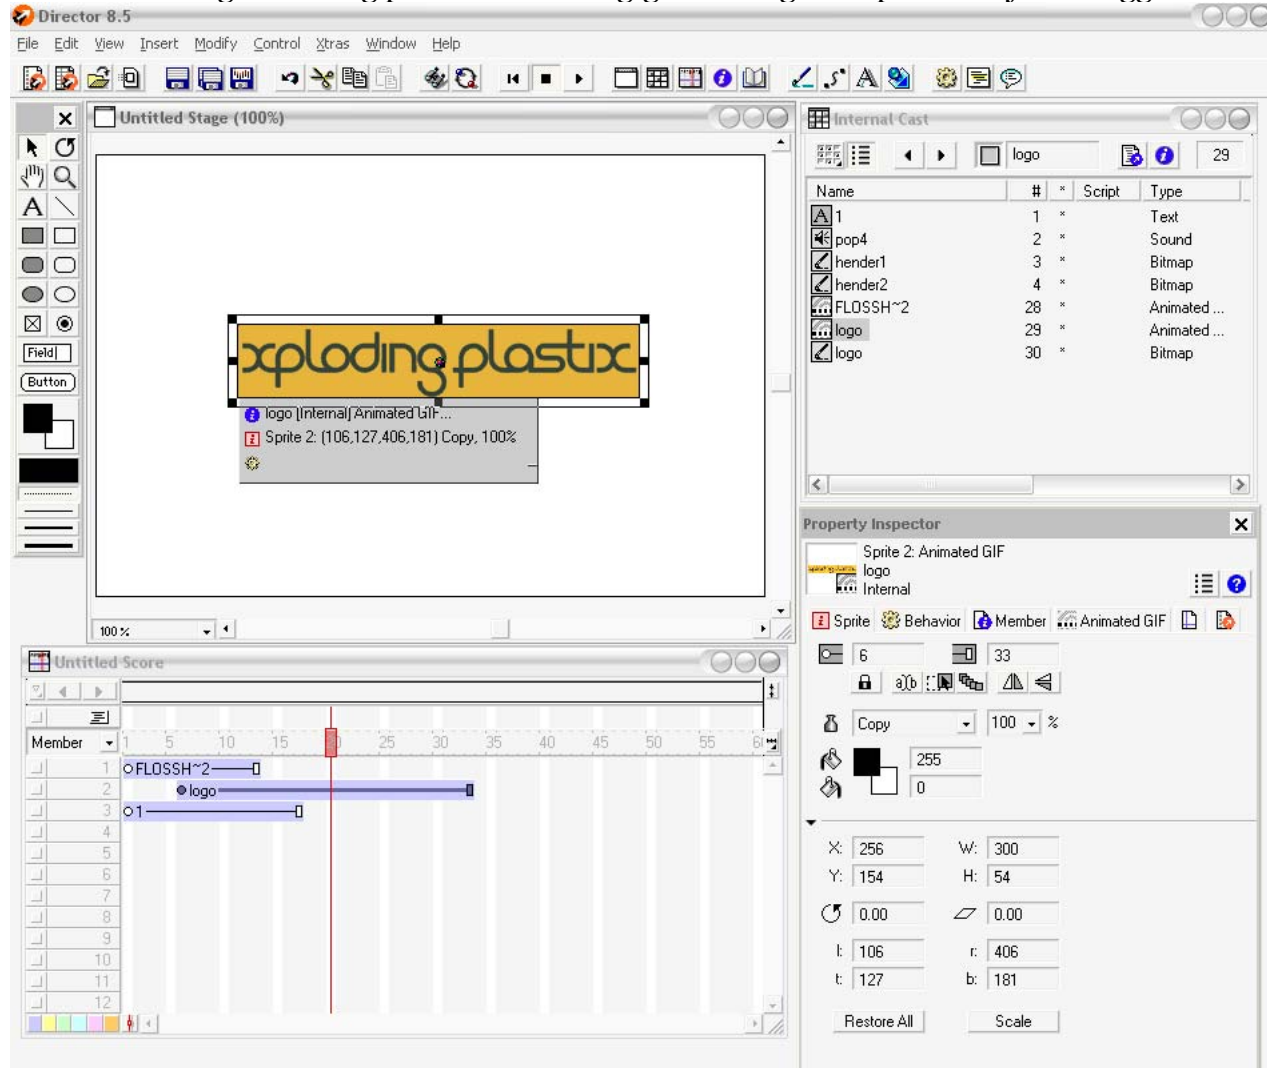 Director 8.5
File Edit View Insert Modify Control Xtras Window Help
Untitled Stage (100%)
xploding plastix
logo (Internal) Animated GIF...
Sprite 2: (106,127,406,181) Copy, 100%
100 %
Field
Button
Internal Cast
logo 29
Name # * Script Type
1 1 * Text
pop4 2 * Sound
hender1 3 * Bitmap
hender2 4 * Bitmap
FLOSSH~2 28 * Animated ...
logo 29 * Animated ...
logo 30 * Bitmap
Property Inspector
Sprite 2: Animated GIF
logo
Internal
Sprite Behavior Member Animated GIF
6 33
Copy 100 %
255
0
X: 256 W: 300
Y: 154 H: 54
0.00 0.00
l: 106 r: 406
t: 127 b: 181
Restore All Scale
Untitled Score
Member 1 5 10 15 20 25 30 35 40 45 50 55
1 FLOSSH~2
2 logo
3 1
4
5
6
7
8
9
10
11
12